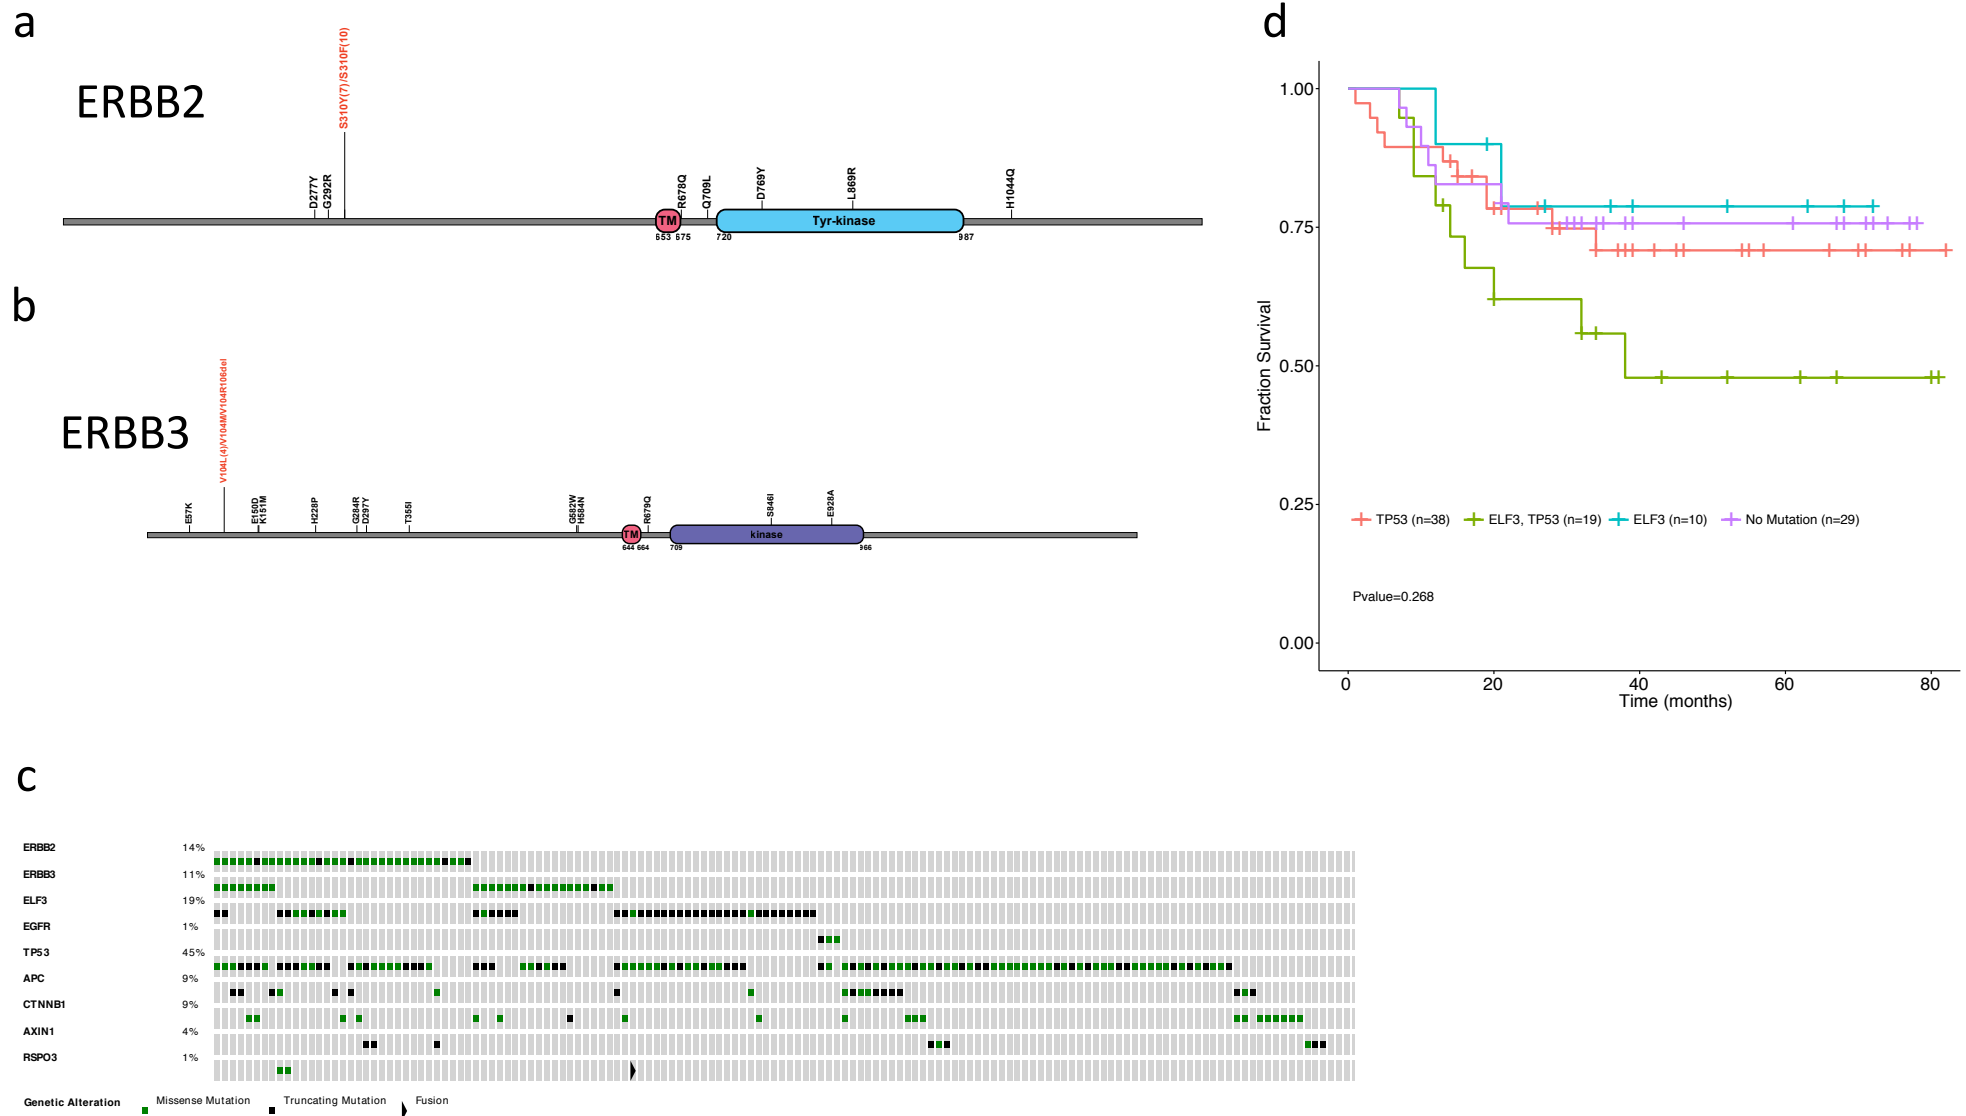 a
ERBB2
S310Y(7)/S310F(10)
D277Y
G292R
TM
R678Q
Q709L
D769Y
L869R
H1044Q
Tyr-kinase
653 675 720 987
b
ERBB3
V104L(4)/V104M/V104R106del
E57K
E150D
K151M
H228P
G284R
D297Y
T355I
G582W
H584N
TM
R679Q
S846I
E928A
kinase
644 664 709 966
c
ERBB2 14%
ERBB3 11%
ELF3 19%
EGFR 1%
TP53 45%
APC 9%
CTNNB1 9%
AXIN1 4%
RSPO3 1%
Genetic Alteration Missense Mutation Truncating Mutation Fusion
d
Fraction Survival
1.00
0.75
0.50
0.25
0.00
TP53 (n=38) ELF3, TP53 (n=19) ELF3 (n=10) No Mutation (n=29)
Pvalue=0.268
0 20 40 60 80
Time (months)